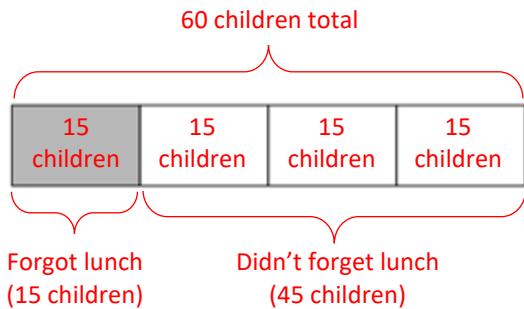 60 children total
15
children
15
children
15
children
15
children
Forgot lunch
(15 children)
Didn’t forget lunch
(45 children)